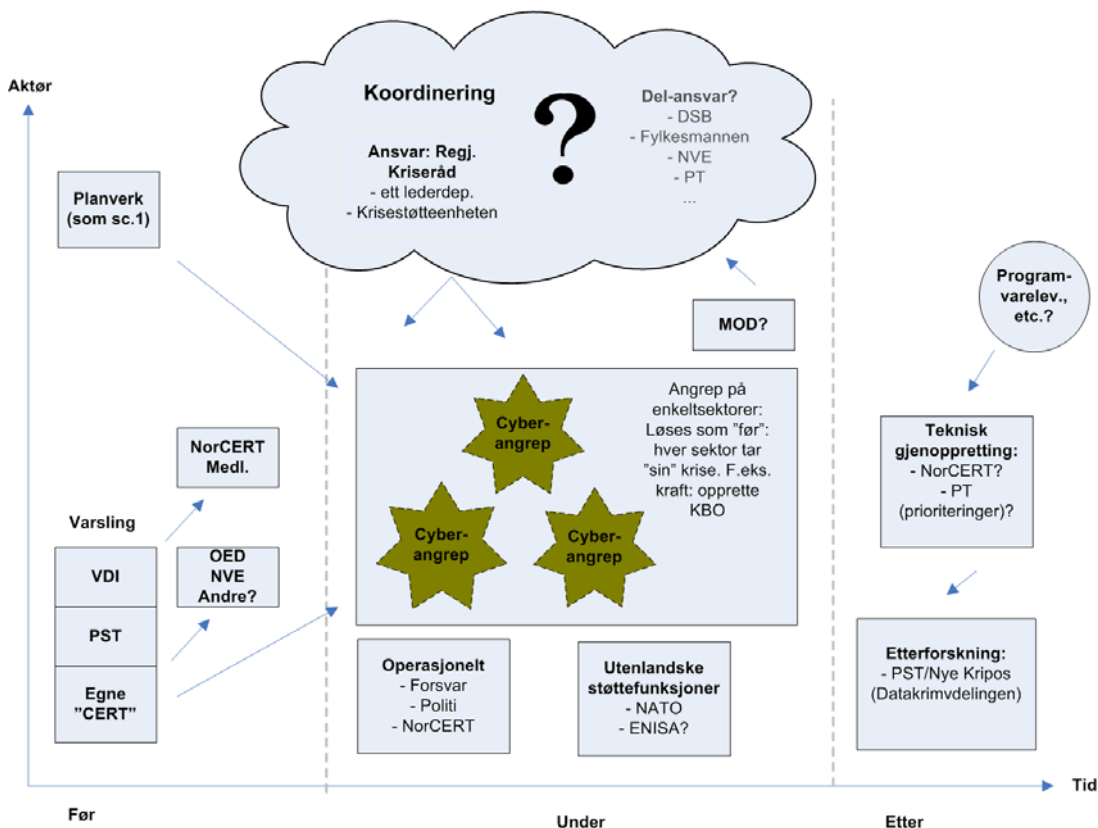 Aktør
Koordinering
Ansvar: Regj.
Kriseråd
- ett lederdep.
- Krisestøtteenheten
?
Del-ansvar?
- DSB
- Fylkesmannen
- NVE
- PT
...
Planverk
(som sc.1)
MOD?
Program-
varelev.,
etc.?
Cyber-
angrep
Cyber-
angrep
Cyber-
angrep
Angrep på
enkeltsektorer:
Løses som ”før”:
hver sektor tar
”sin” krise. F.eks.
kraft: opprette
KBO
NorCERT
Medl.
Varsling
VDI
PST
Egne
”CERT”
OED
NVE
Andre?
Teknisk
gjenoppretting:
- NorCERT?
- PT
(prioriteringer)?
Operasjonelt
- Forsvar
- Politi
- NorCERT
Utenlandske
støttefunksjoner
- NATO
- ENISA?
Etterforskning:
- PST/Nye Kripos
(Datakrimvdelingen)
Tid
Før
Under
Etter